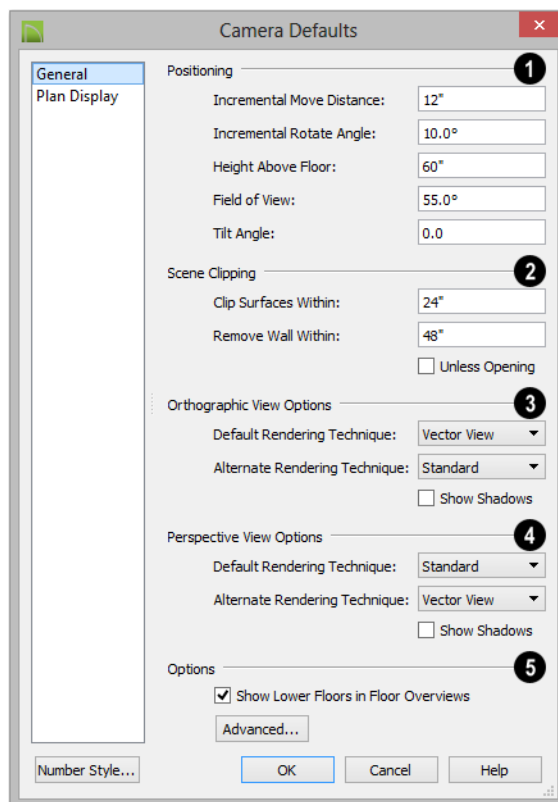 Camera Defaults
General
Plan Display
Positioning 1
Incremental Move Distance: 12"
Incremental Rotate Angle: 10.0°
Height Above Floor: 60"
Field of View: 55.0°
Tilt Angle: 0.0
Scene Clipping 2
Clip Surfaces Within: 24"
Remove Wall Within: 48"
Unless Opening
Orthographic View Options 3
Default Rendering Technique: Vector View
Alternate Rendering Technique: Standard
Show Shadows
Perspective View Options 4
Default Rendering Technique: Standard
Alternate Rendering Technique: Vector View
Show Shadows
Options 5
Show Lower Floors in Floor Overviews
Advanced...
Number Style... OK Cancel Help